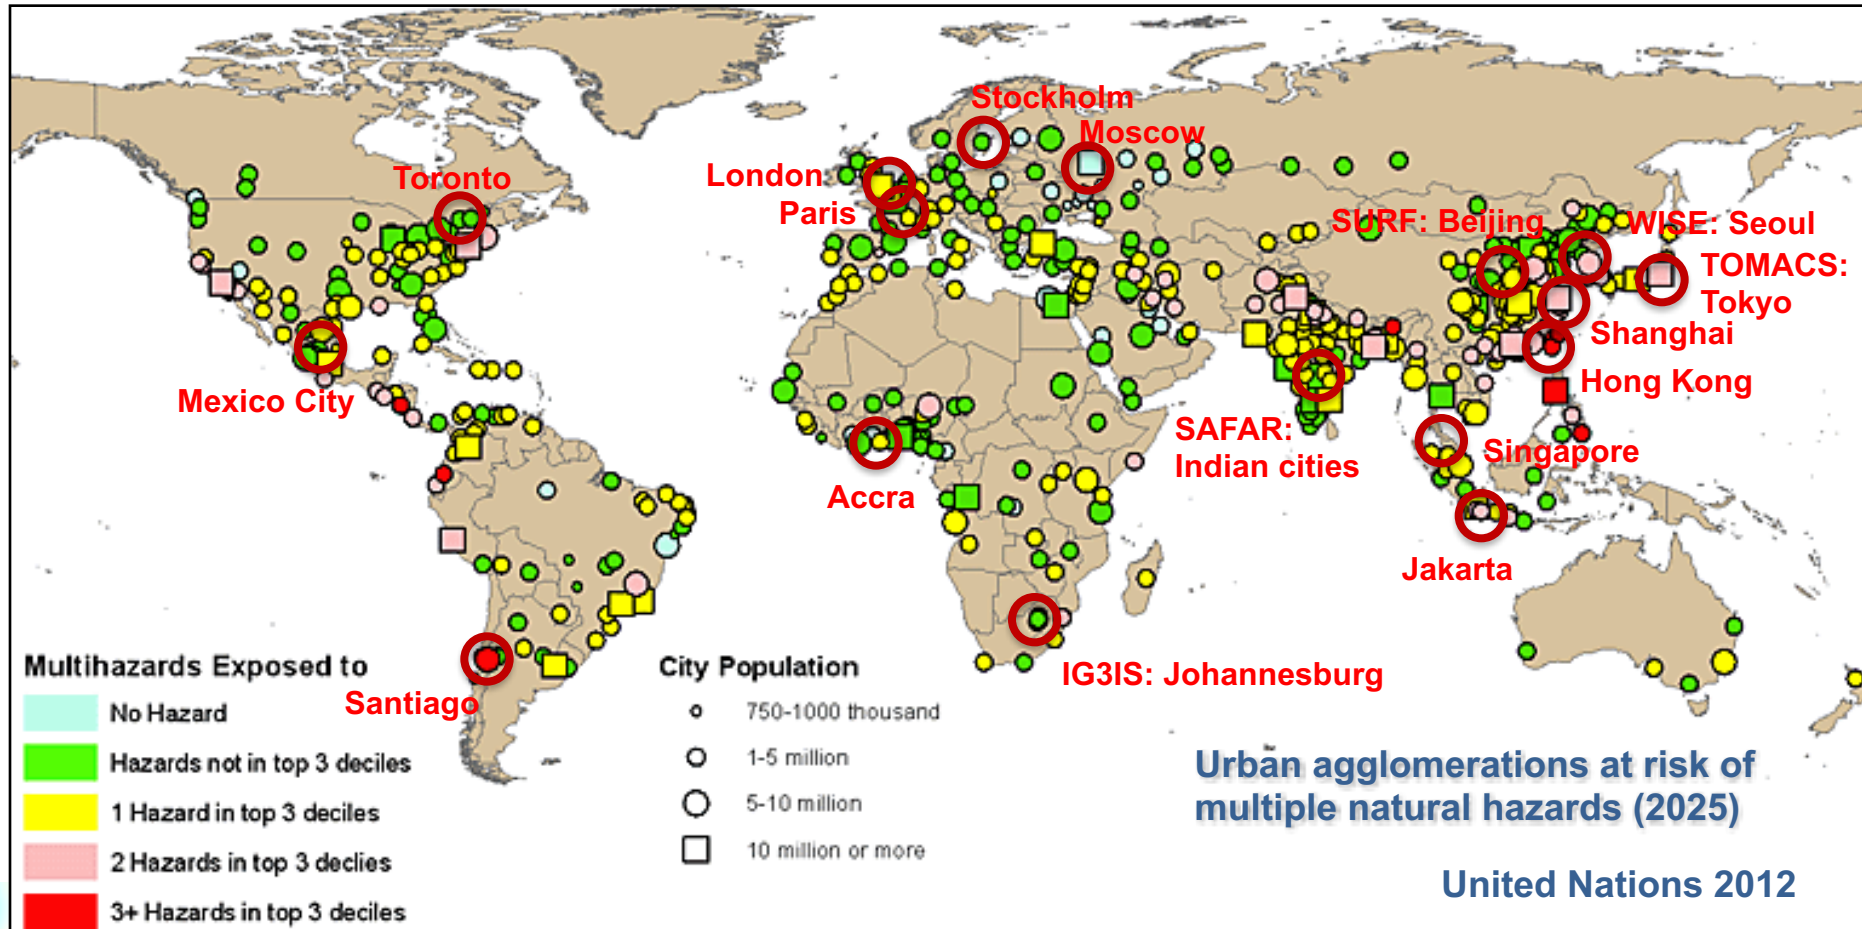 Stockholm
Moscow
London
Paris
Toronto
SURF: Beijing
WISE: Seoul
TOMACS:
Tokyo
Shanghai
Hong Kong
Mexico City
SAFAR:
Indian cities
Singapore
Accra
Jakarta
IG3IS: Johannesburg
Santiago
Multihazards Exposed to
No Hazard
Hazards not in top 3 deciles
1 Hazard in top 3 deciles
2 Hazards in top 3 declies
3+ Hazards in top 3 deciles
City Population
750-1000 thousand
1-5 million
5-10 million
10 million or more
Urban agglomerations at risk of
multiple natural hazards (2025)
United Nations 2012